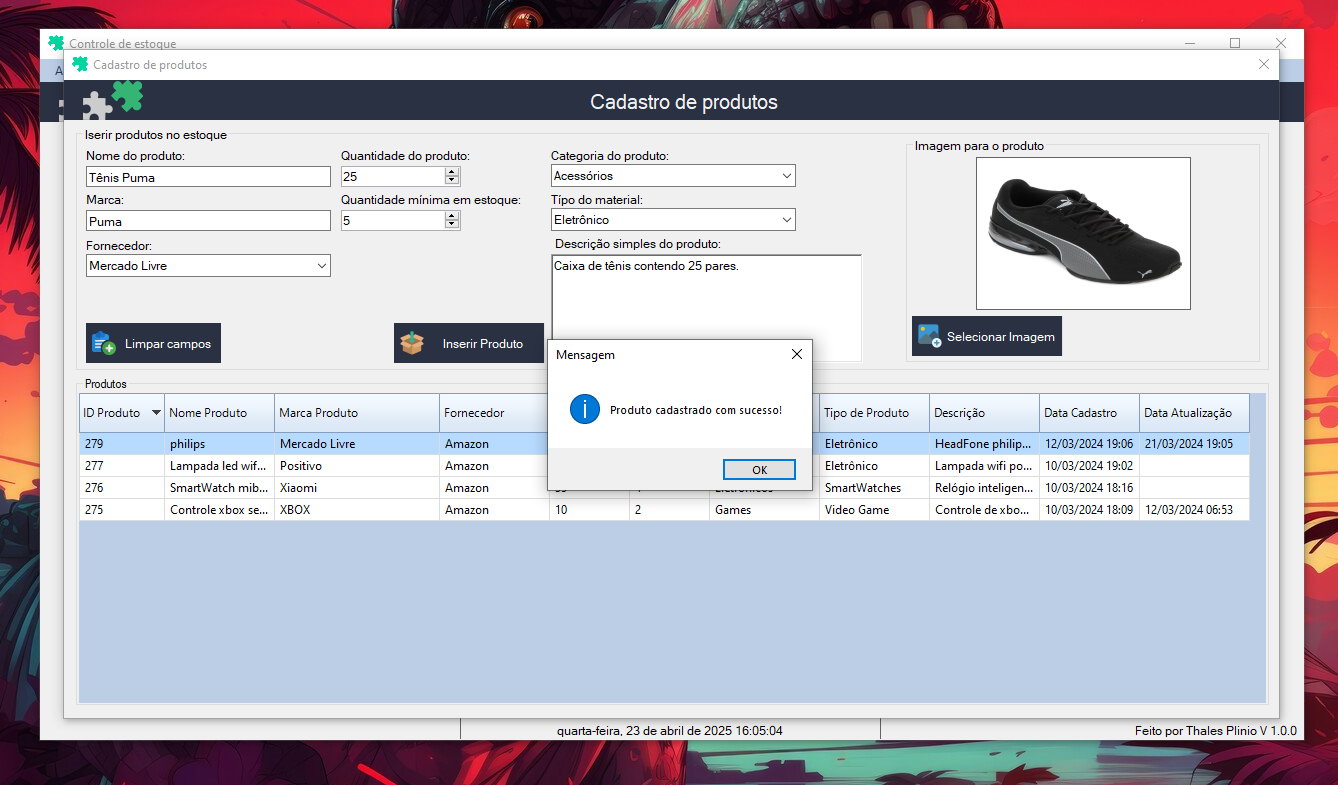 Controle de estoque
A
Cadastro de produtos
Cadastro de produtos
Iserir produtos no estoque
Nome do produto:
Tênis Puma
Quantidade do produto:
25
Categoria do produto:
Acessórios
Imagem para o produto
Marca:
Puma
Quantidade mínima em estoque:
5
Tipo do material:
Eletrônico
Fornecedor:
Mercado Livre
Descrição simples do produto:
Caixa de tênis contendo 25 pares.
Limpar campos
Inserir Produto
Selecionar Imagem
Mensagem
Produto cadastrado com sucesso!
OK
Produtos
ID Produto Nome Produto Marca Produto Fornecedor Tipo de Produto Descrição Data Cadastro Data Atualização
279 philips Mercado Livre Amazon Eletrônico HeadFone philip... 12/03/2024 19:06 21/03/2024 19:05
277 Lampada led wif... Positivo Amazon Eletrônico Lampada wifi po... 10/03/2024 19:02
276 SmartWatch mib... Xiaomi Amazon Eletrônicos SmartWatches Relógio inteligen... 10/03/2024 18:16
275 Controle xbox se... XBOX Amazon 10 2 Games Video Game Controle de xbo... 10/03/2024 18:09 12/03/2024 06:53
quarta-feira, 23 de abril de 2025 16:05:04
Feito por Thales Plinio V 1.0.0